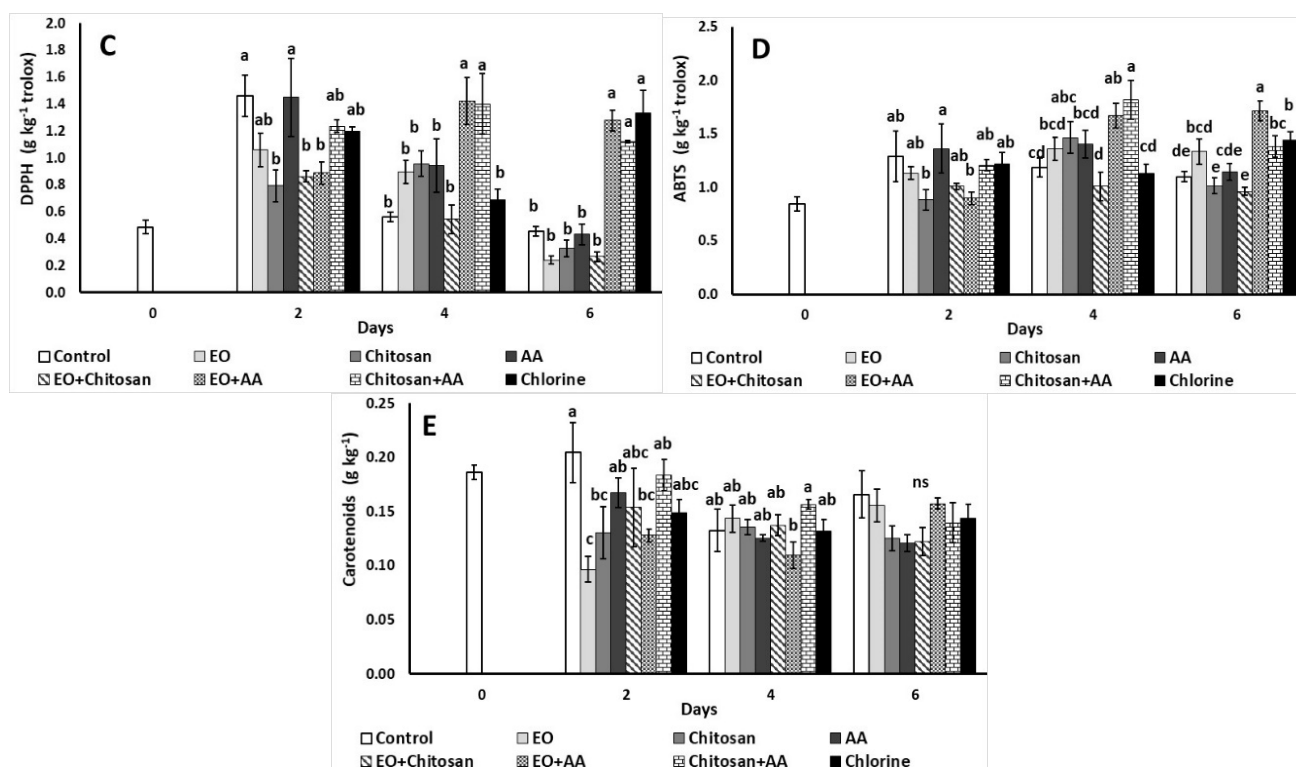 C
DPPH (g kg⁻¹ trolox)
2.0
1.8
1.6
1.4
1.2
1.0
0.8
0.6
0.4
0.2
0.0
a
ab
b
a
b
b
ab
ab
b
b
b
b
b
a
a
b
b
b
b
b
b
a
a
a
0 2 4 6
Days
Control EO Chitosan AA
EO+Chitosan EO+AA Chitosan+AA Chlorine
D
ABTS (g kg⁻¹ trolox)
2.5
2.0
1.5
1.0
0.5
0.0
ab
ab
b
a
ab
b
ab
ab
cd
bcd
abc
bcd
d
ab
a
cd
de
bcd
e
cde
e
a
bc
b
0 2 4 6
Days
Control EO Chitosan AA
EO+Chitosan EO+AA Chitosan+AA Chlorine
E
Carotenoids (g kg⁻¹)
0.25
0.20
0.15
0.10
0.05
0.00
a
c
bc
ab
abc
bc
ab
abc
ab
ab
ab
ab
ab
b
a
ab
ns
0 2 4 6
Days
Control EO Chitosan AA
EO+Chitosan EO+AA Chitosan+AA Chlorine